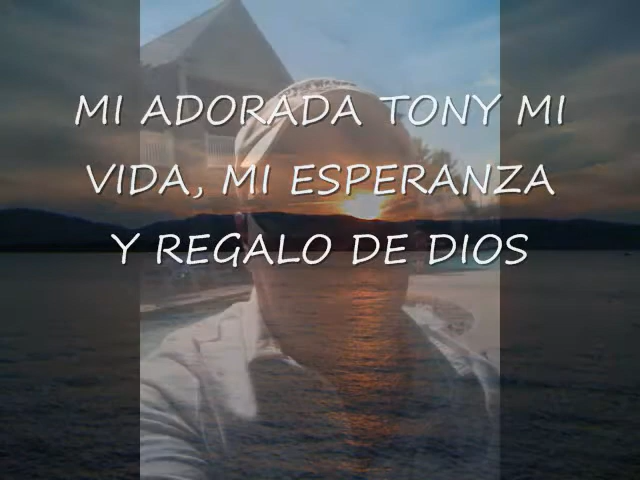 MI ADORADA TONY MI
VIDA, MI ESPERANZA
Y REGALO DE DIOS